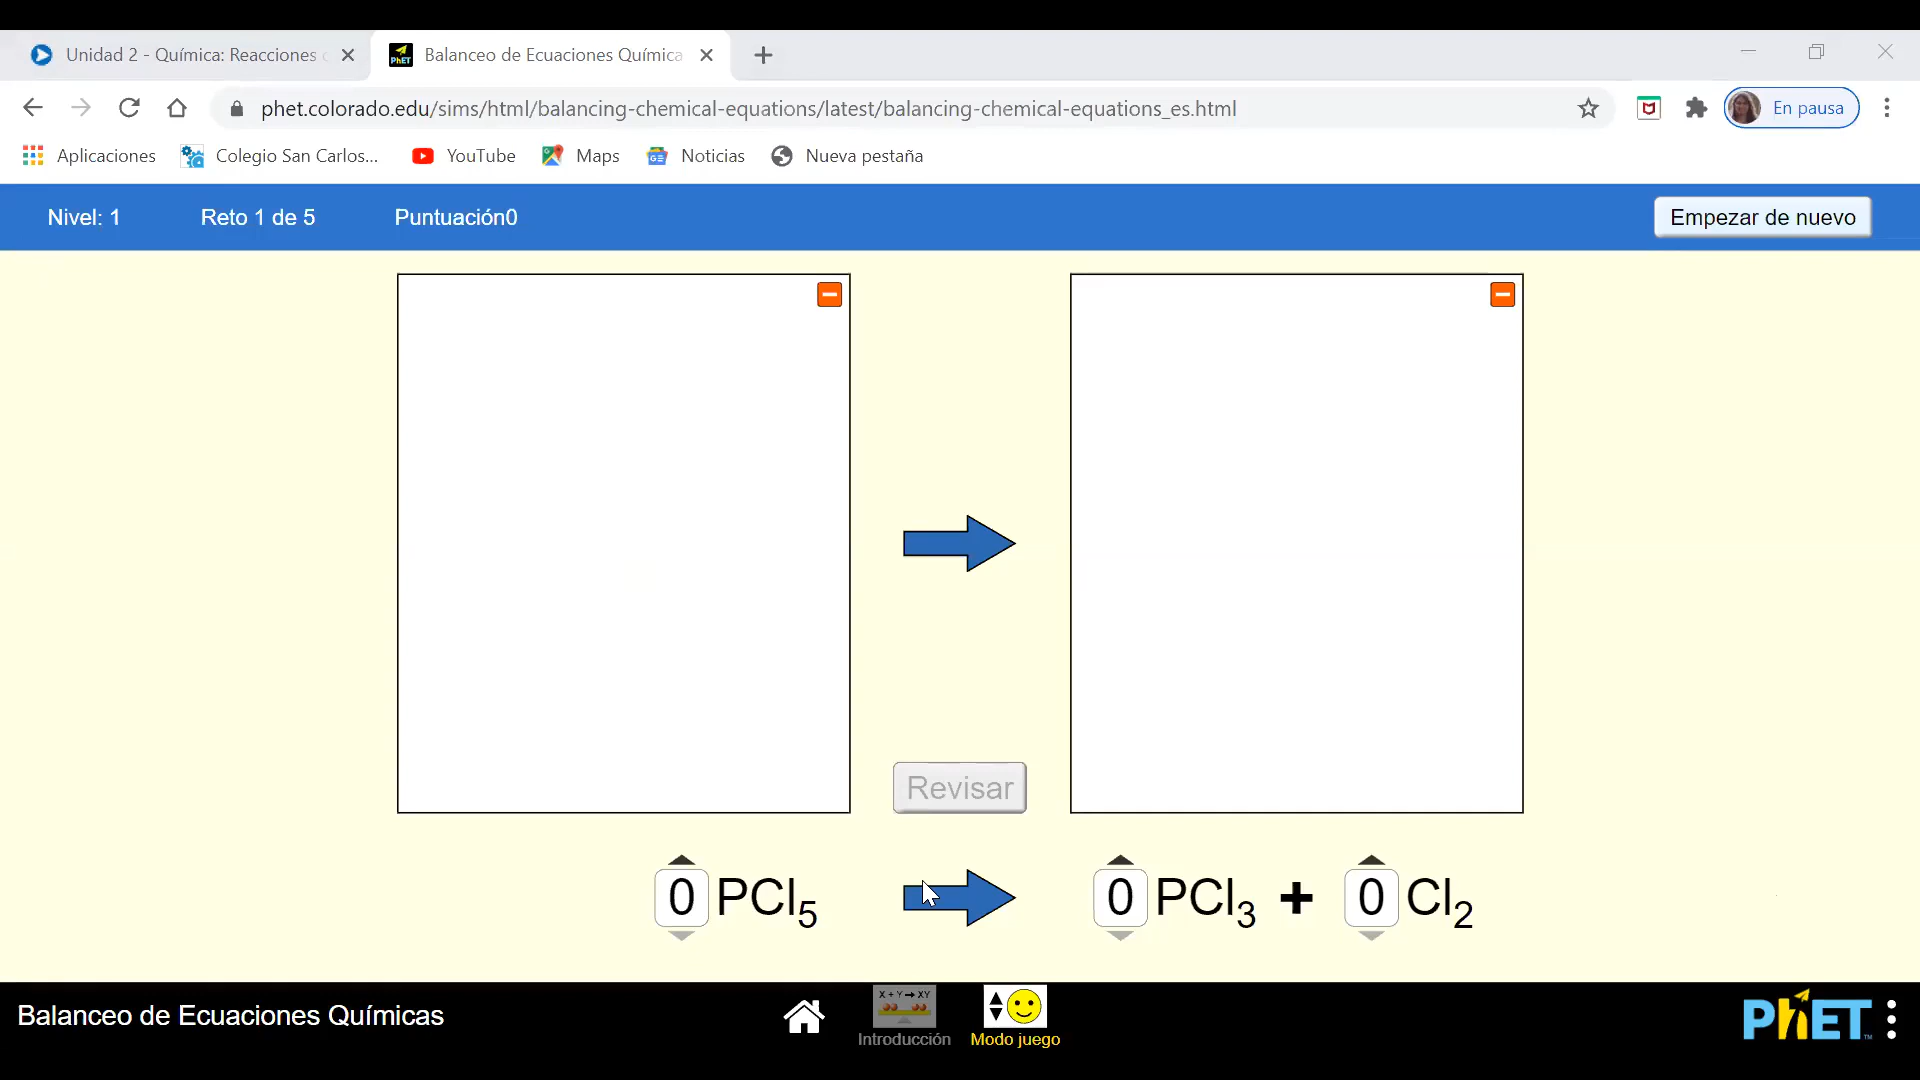 Unidad 2 - Química: Reacciones
Balanceo de Ecuaciones Química
phet.colorado.edu/sims/html/balancing-chemical-equations/latest/balancing-chemical-equations_es.html
En pausa
Aplicaciones
Colegio San Carlos...
YouTube
Maps
Noticias
Nueva pestaña
Nivel: 1
Reto 1 de 5
Puntuación0
Empezar de nuevo
Revisar
0 PCl₅
0 PCl₃ + 0 Cl₂
Balanceo de Ecuaciones Químicas
X + Y → XY
Introducción
Modo juego
PhET